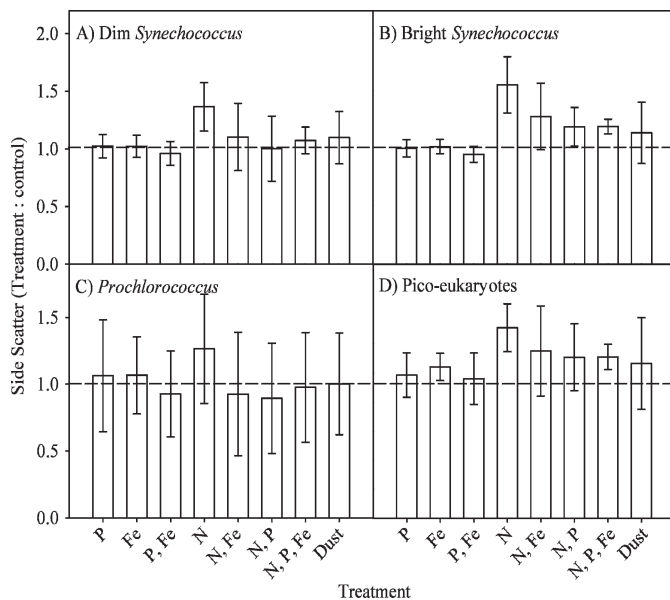 A) Dim Synechococcus
B) Bright Synechococcus
2.0
1.5
1.0
0.5
0.0
C) Prochlorococcus
D) Pico-eukaryotes
1.5
1.0
0.5
0.0
Side Scatter (Treatment : control)
P
Fe
P, Fe
N
N, Fe
N, P
N, P, Fe
Dust
P
Fe
P, Fe
N
N, Fe
N, P
N, P, Fe
Dust
Treatment